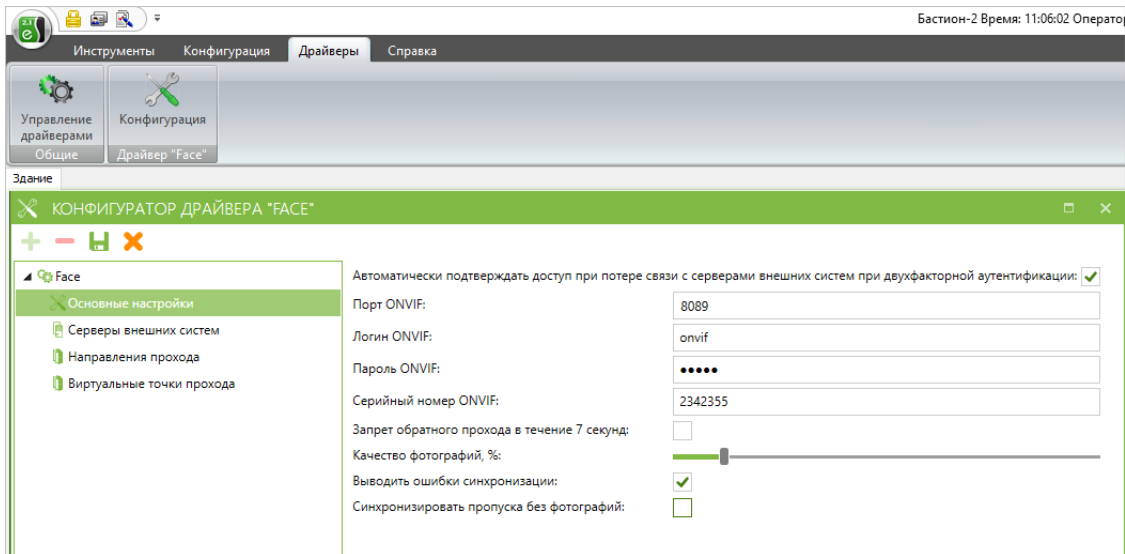 2.1
Бастион-2 Время: 11:06:02 Оператор
Инструменты Конфигурация Драйверы Справка
Управление драйверами
Конфигурация
Общие
Драйвер "Face"
Здание
КОНФИГУРАТОР ДРАЙВЕРА "FACE"
Face
Основные настройки
Серверы внешних систем
Направления прохода
Виртуальные точки прохода
Автоматически подтверждать доступ при потере связи с серверами внешних систем при двухфакторной аутентификации:
Порт ONVIF: 8089
Логин ONVIF: onvif
Пароль ONVIF: •••••
Серийный номер ONVIF: 2342355
Запрет обратного прохода в течение 7 секунд:
Качество фотографий, %:
Выводить ошибки синхронизации:
Синхронизировать пропуска без фотографий: